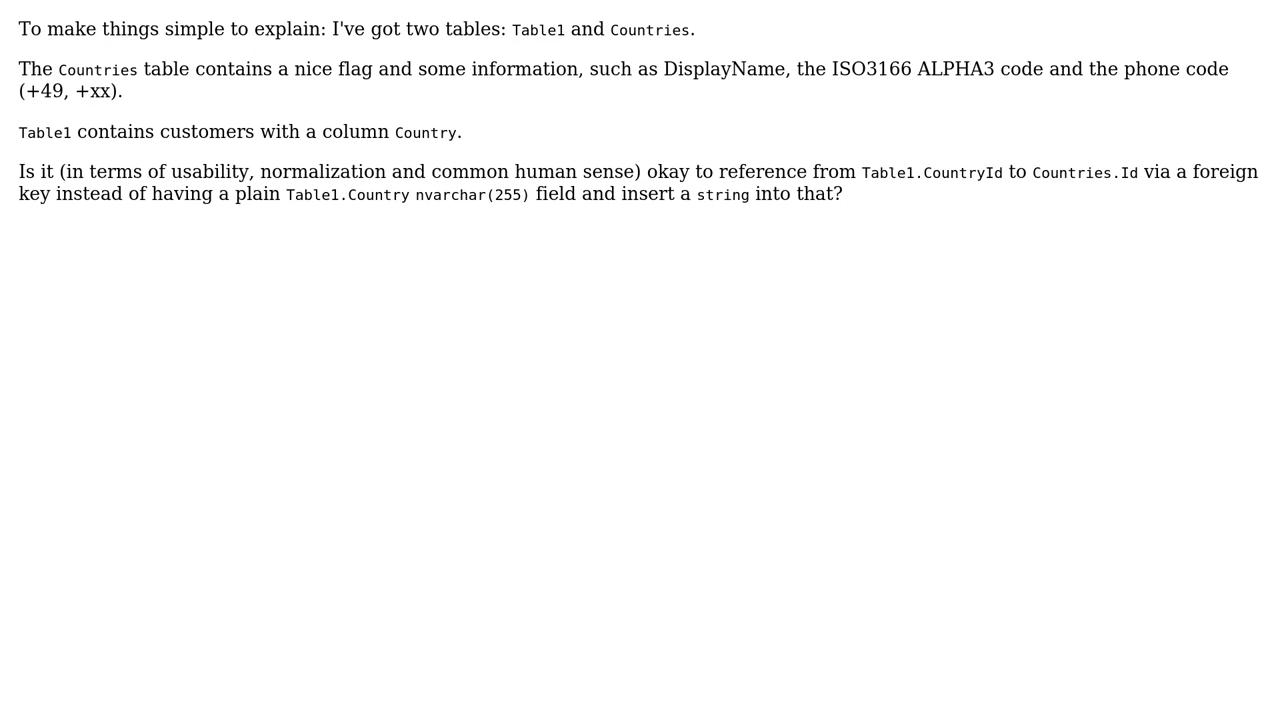 To make things simple to explain: I've got two tables: Table1 and Countries.
The Countries table contains a nice flag and some information, such as DisplayName, the ISO3166 ALPHA3 code and the phone code
(+49, +xx).
Table1 contains customers with a column Country.
Is it (in terms of usability, normalization and common human sense) okay to reference from Table1.CountryId to Countries.Id via a foreign
key instead of having a plain Table1.Country nvarchar(255) field and insert a string into that?